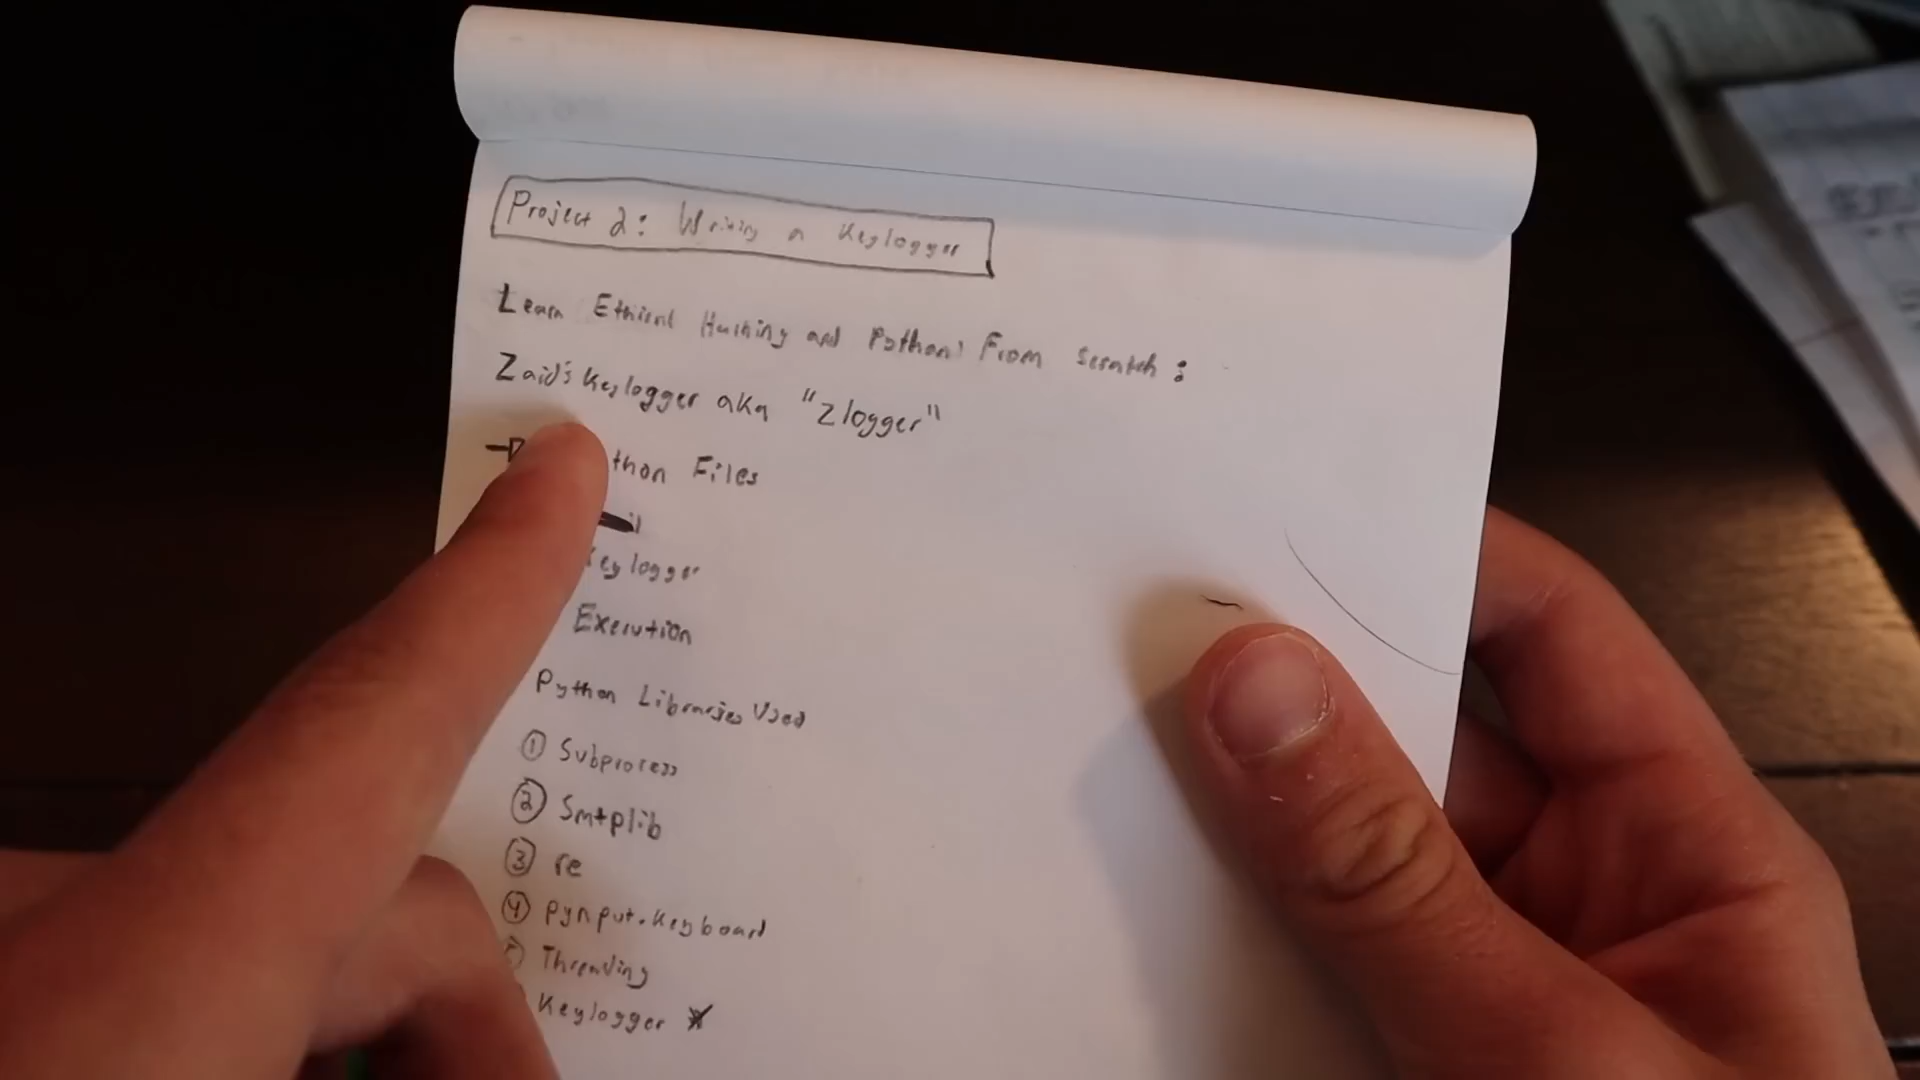 Project 2: Writing a Keylogger
Learn Ethical Hacking and Python From Scratch:
Zaid's Keylogger aka "Zlogger"
thon Files
il
Keylogger
Execution
Python Libraries Used
① Subprocess
② Smtplib
③ re
④ pynput.keyboard
Threading
Keylogger